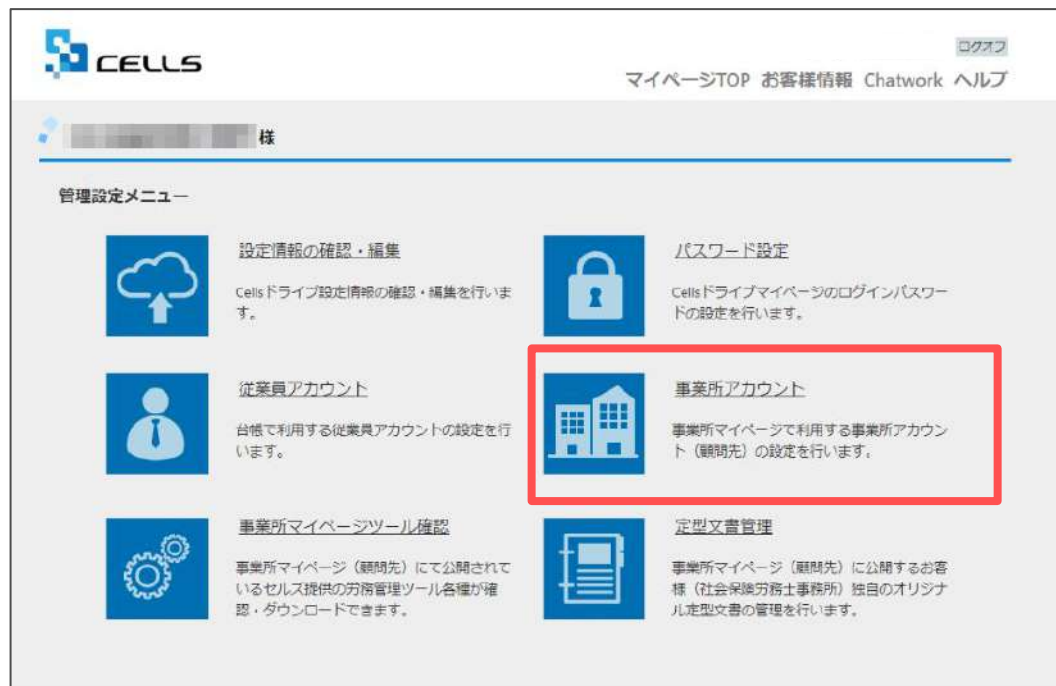 CELLS
ログオフ
マイページTOP お客様情報 Chatwork ヘルプ
様
管理設定メニュー
設定情報の確認・編集
Cellsドライブ設定情報の確認・編集を行いま
す。
パスワード設定
Cellsドライブマイページのログインパスワー
ドの設定を行います。
従業員アカウント
台帳で利用する従業員アカウントの設定を行
います。
事業所アカウント
事業所マイページで利用する事業所アカウン
ト（顧問先）の設定を行います。
事業所マイページツール確認
事業所マイページ（顧問先）にて公開されて
いるセルズ提供の労務管理ツール各種が確
認・ダウンロードできます。
定型文書管理
事業所マイページ（顧問先）に公開するお客
様（社会保険労務士事務所）独自のオリジナ
ル定型文書の管理を行います。